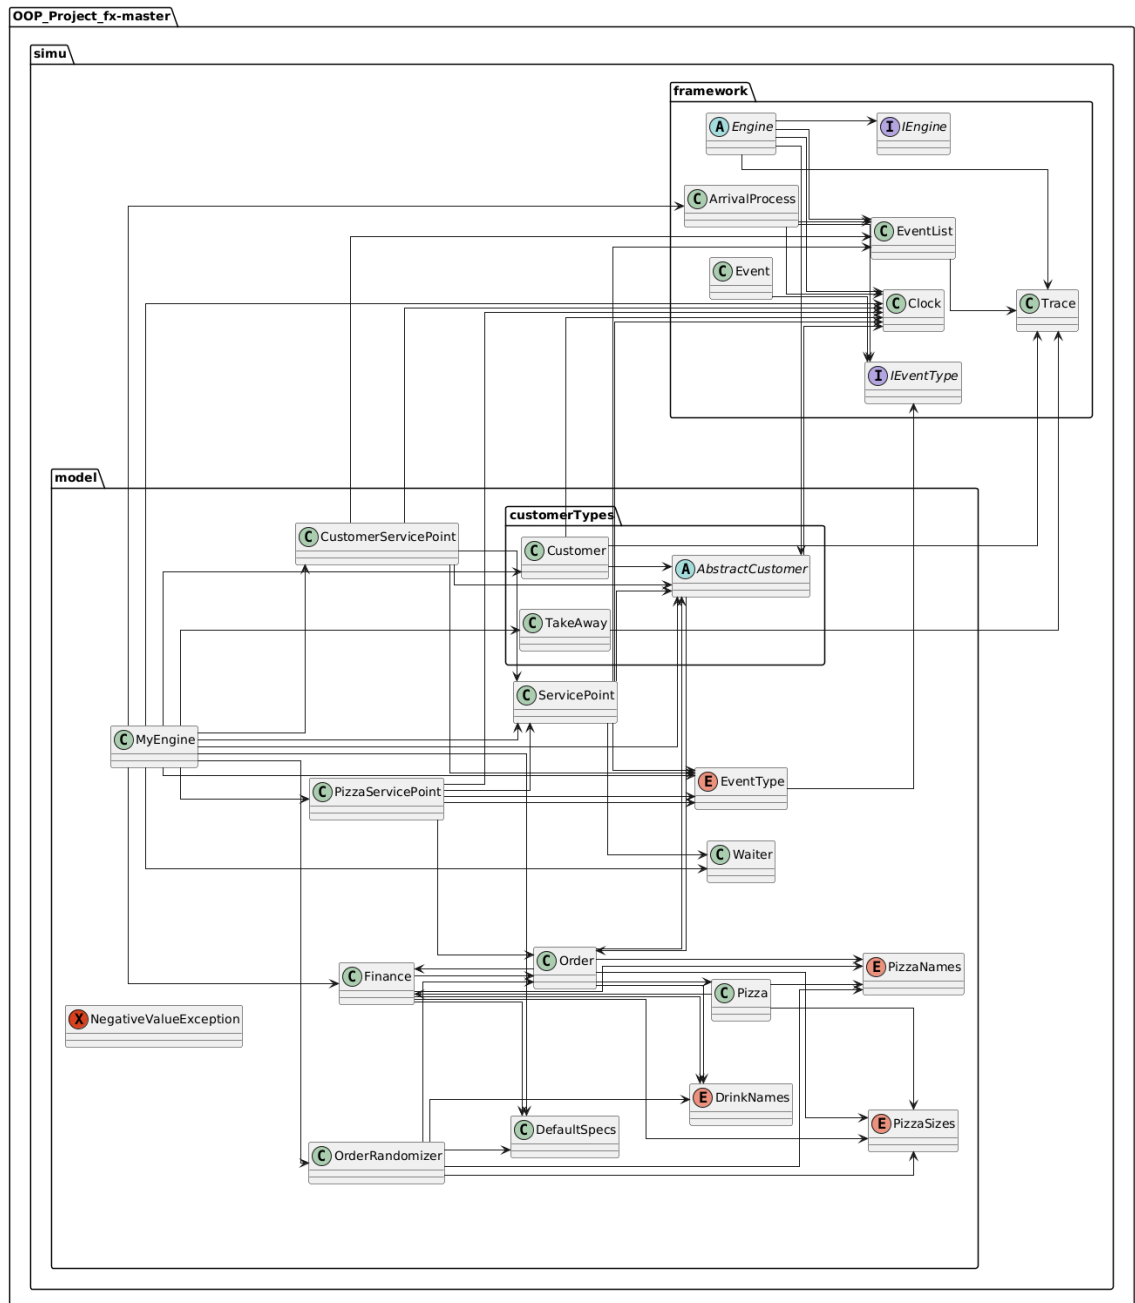 OOP_Project_fx-master
simu
framework
A Engine
I IEngine
C ArrivalProcess
C EventList
C Event
C Clock
C Trace
I IEventType
model
customerTypes
C CustomerServicePoint
C Customer
A AbstractCustomer
C TakeAway
C ServicePoint
C MyEngine
E EventType
C PizzaServicePoint
C Waiter
C Order
C Finance
E PizzaNames
C Pizza
X NegativeValueException
E DrinkNames
C DefaultSpecs
E PizzaSizes
C OrderRandomizer